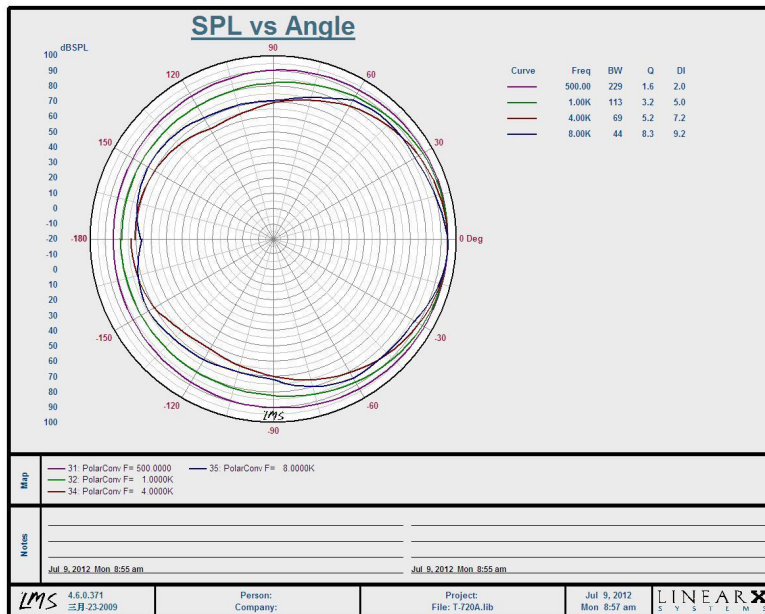 SPL vs Angle
dBSPL
100
90
80
70
60
50
40
30
20
10
0
-10
-20
-10
0
10
20
30
40
50
60
70
80
90
100
90
120
60
150
30
-180
0 Deg
-150
-30
-120
-60
-90
LMS
Curve Freq BW Q DI
500.00 229 1.6 2.0
1.00K 113 3.2 5.0
4.00K 69 5.2 7.2
8.00K 44 8.3 9.2
Map
31: PolarConv F= 500.0000 35: PolarConv F= 8.0000K
32: PolarConv F= 1.0000K
34: PolarConv F= 4.0000K
Notes
Jul 9, 2012 Mon 8:55 am Jul 9, 2012 Mon 8:55 am
LMS
4.6.0.371
三月-23-2009
Person:
Company:
Project:
File: T-720A.lib
Jul 9, 2012
Mon 8:57 am
LINEARX
SYSTEMS